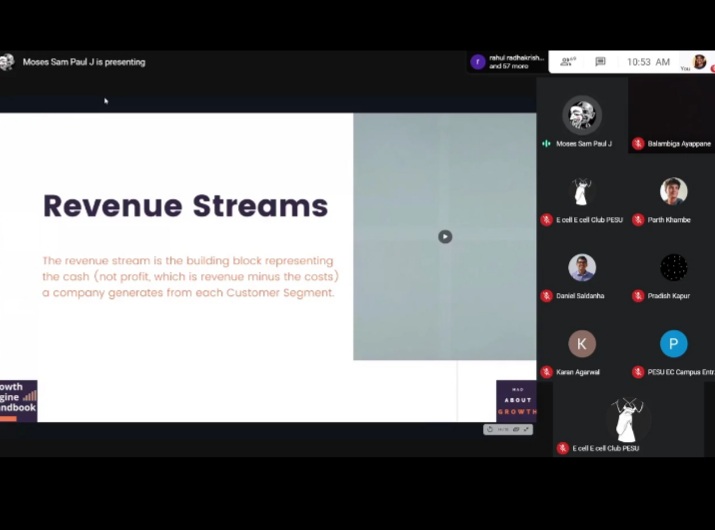 Moses Sam Paul J is presenting
rahul radhakrish...
and 57 more
10:53 AM
You
Revenue Streams
The revenue stream is the building block representing
the cash (not profit, which is revenue minus the costs)
a company generates from each Customer Segment.
owth
gine
ndbook
MAD
ABOUT
GROWTH
Moses Sam Paul J
Balambiga Ayappane
E cell E cell Club PESU
Parth Khambe
Daniel Saldanha
Pradish Kapur
K
P
Karan Agarwal
PESU EC Campus Entr
E cell E cell Club PESU